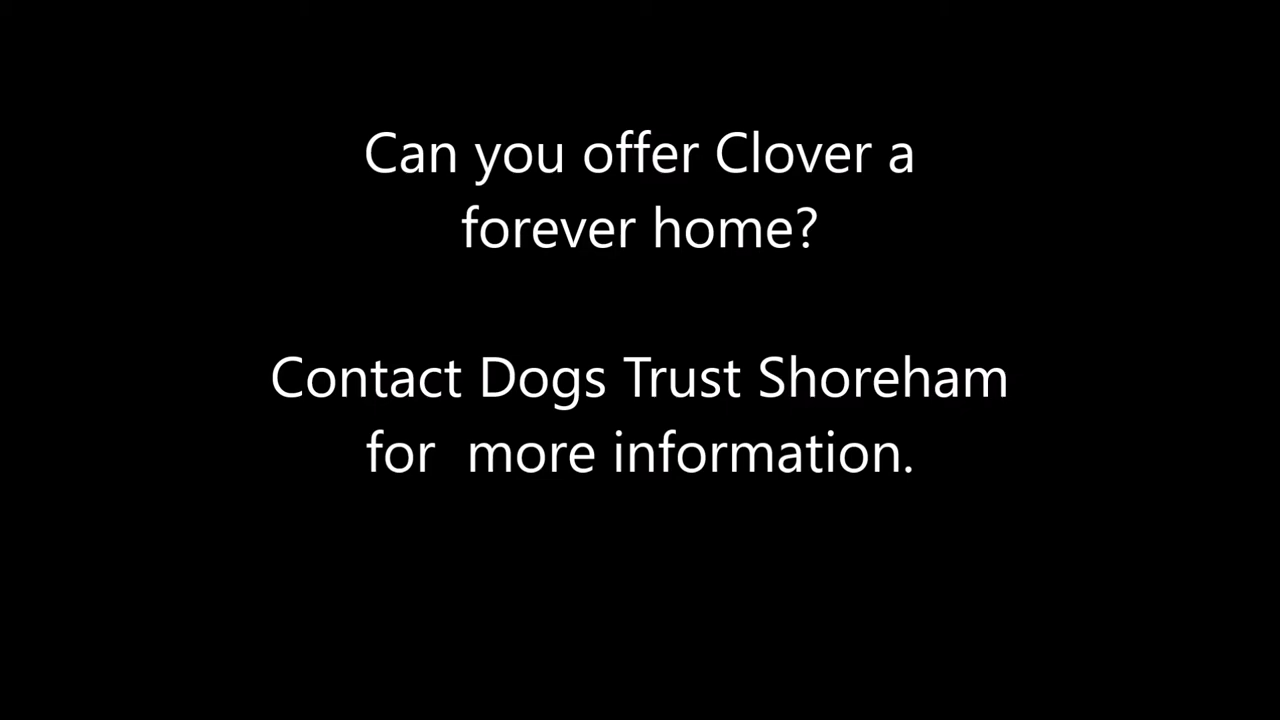 Can you offer Clover a
forever home?
Contact Dogs Trust Shoreham
for  more information.